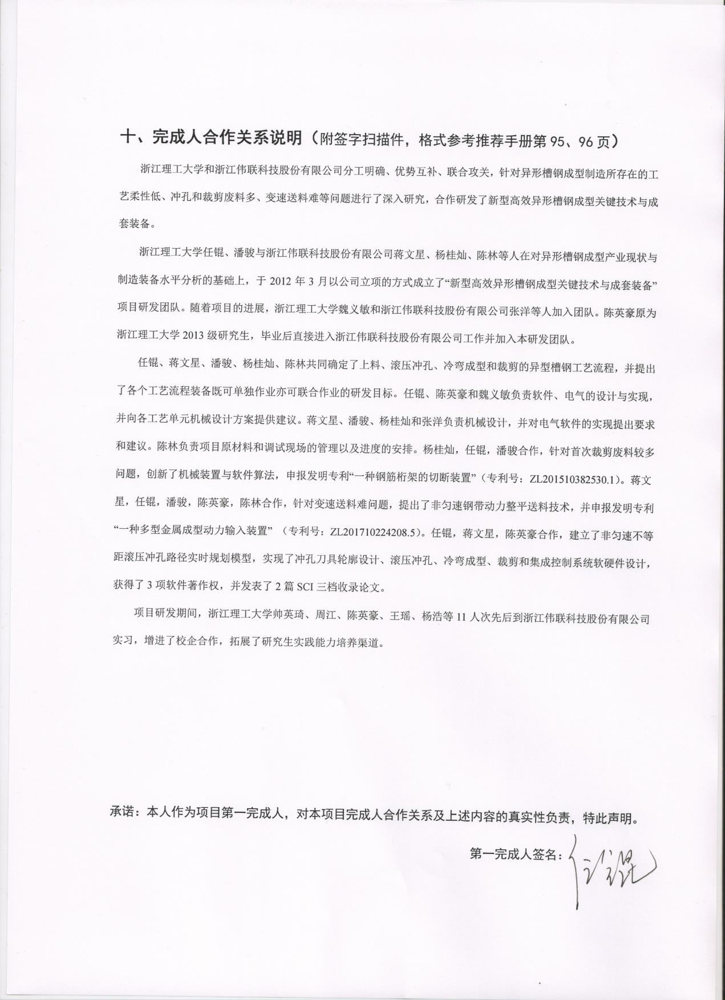 十、完成人合作关系说明（附签字扫描件，格式参考推荐手册第 95、96 页）
浙江理工大学和浙江伟联科技股份有限公司分工明确、优势互补、联合攻关，针对异形槽钢成型制造所存在的工
艺柔性低、冲孔和裁剪废料多、变速送料难等问题进行了深入研究，合作研发了新型高效异形槽钢成型关键技术与成
套装备。
浙江理工大学任锟、潘骏与浙江伟联科技股份有限公司蒋文星、杨桂灿、陈林等人在对异形槽钢成型产业现状与
制造装备水平分析的基础上，于 2012 年 3 月以公司立项的方式成立了“新型高效异形槽钢成型关键技术与成套装备”
项目研发团队。随着项目的进展，浙江理工大学魏义敏和浙江伟联科技股份有限公司张洋等人加入团队。陈英豪原为
浙江理工大学 2013 级研究生，毕业后直接进入浙江伟联科技股份有限公司工作并加入本研发团队。
任锟、蒋文星、潘骏、杨桂灿、陈林共同确定了上料、滚压冲孔、冷弯成型和裁剪的异型槽钢工艺流程，并提出
了各个工艺流程装备既可单独作业亦可联合作业的研发目标。任锟、陈英豪和魏义敏负责软件、电气的设计与实现，
并向各工艺单元机械设计方案提供建议。蒋文星、潘骏、杨桂灿和张洋负责机械设计，并对电气软件的实现提出要求
和建议。陈林负责项目原材料和调试现场的管理以及进度的安排。杨桂灿，任锟，潘骏合作，针对首次裁剪废料较多
问题，创新了机械装置与软件算法，申报发明专利“一种钢筋桁架的切断装置”（专利号：ZL201510382530.1）。蒋文
星，任锟，潘骏，陈英豪，陈林合作，针对变速送料难问题，提出了非匀速钢带动力整平送料技术，并申报发明专利
“一种多型金属成型动力输入装置”（专利号：ZL201710224208.5）。任锟，蒋文星，陈英豪合作，建立了非匀速不等
距滚压冲孔路径实时规划模型，实现了冲孔刀具轮廓设计、滚压冲孔、冷弯成型、裁剪和集成控制系统软硬件设计，
获得了 3 项软件著作权，并发表了 2 篇 SCI 三档收录论文。
项目研发期间，浙江理工大学帅英琦、周江、陈英豪、王瑶、杨浩等 11 人次先后到浙江伟联科技股份有限公司
实习，增进了校企合作，拓展了研究生实践能力培养渠道。
承诺：本人作为项目第一完成人，对本项目完成人合作关系及上述内容的真实性负责，特此声明。
第一完成人签名：任锟